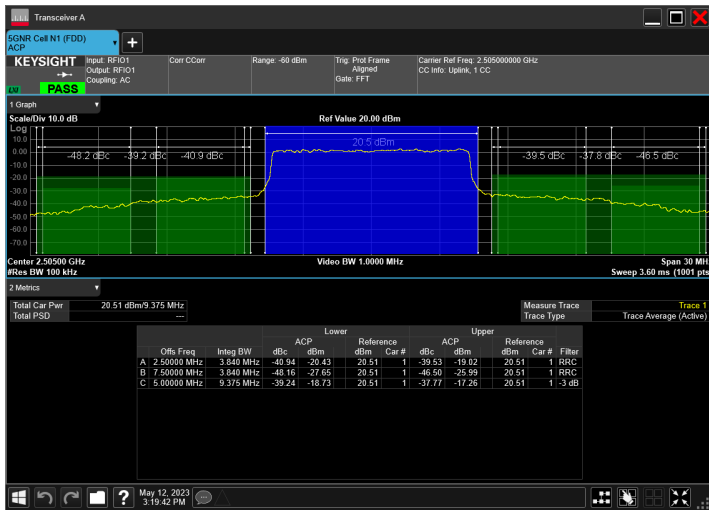 Transceiver A
5GNR Cell N1 (FDD)
ACP
KEYSIGHT
LXI
PASS
Input: RFIO1
Output: RFIO1
Coupling: AC
Corr CCorr
Range: -60 dBm
Trig: Prot Frame
Aligned
Gate: FFT
Carrier Ref Freq: 2.505000000 GHz
CC Info: Uplink, 1 CC
1 Graph
Scale/Div 10.0 dB
Ref Value 20.00 dBm
Log
10.0
0.00
-10.0
-20.0
-30.0
-40.0
-50.0
-60.0
-70.0
20.5 dBm
-48.2 dBc -39.2 dBc -40.9 dBc
-39.5 dBc -37.8 dBc -46.5 dBc
Center 2.50500 GHz
Video BW 1.0000 MHz
Span 30 MH
#Res BW 100 kHz
Sweep 3.60 ms (1001 pts
2 Metrics
Total Car Pwr 20.51 dBm/9.375 MHz
Total PSD ---
Measure Trace Trace 1
Trace Type Trace Average (Active)
Lower Upper
ACP Reference ACP Reference
Offs Freq Integ BW dBc dBm dBm Car # dBc dBm dBm Car # Filter
A 2.50000 MHz 3.840 MHz -40.94 -20.43 20.51 1 -39.53 -19.02 20.51 1 RRC
B 7.50000 MHz 3.840 MHz -48.16 -27.65 20.51 1 -46.50 -25.99 20.51 1 RRC
C 5.00000 MHz 9.375 MHz -39.24 -18.73 20.51 1 -37.77 -17.26 20.51 1 -3 dB
May 12, 2023
3:19:42 PM